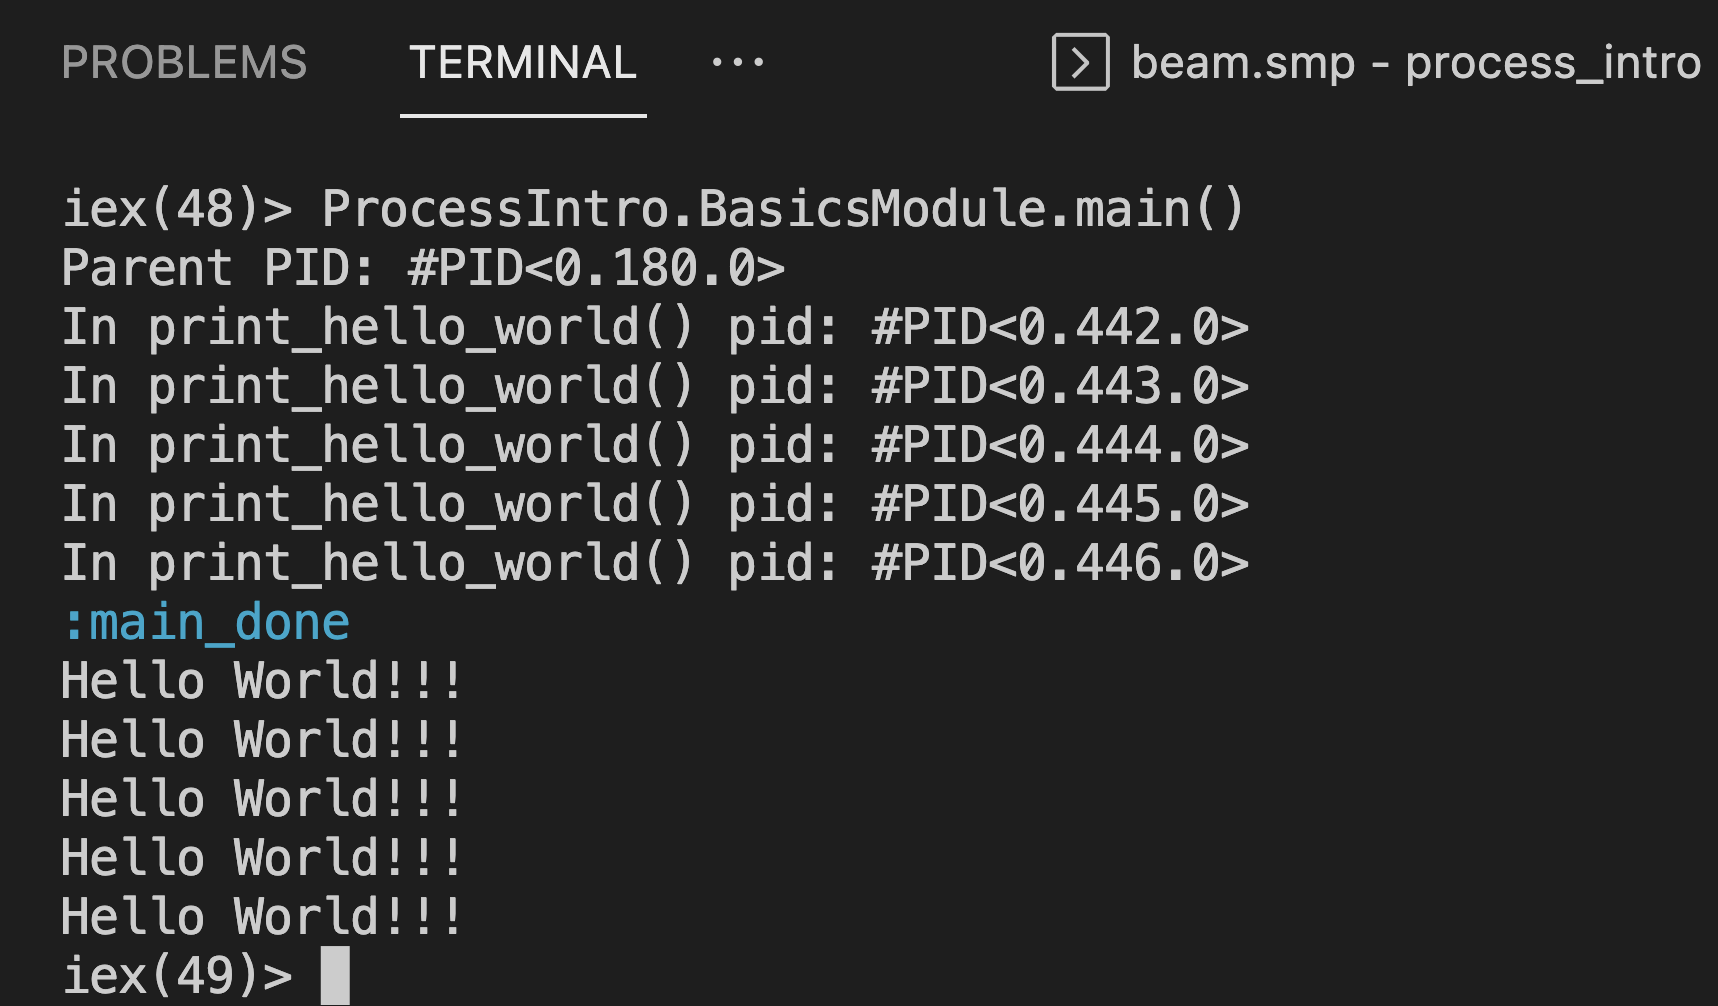 PROBLEMS TERMINAL ··· beam.smp - process_intro
iex(48)> ProcessIntro.BasicsModule.main()
Parent PID: #PID<0.180.0>
In print_hello_world() pid: #PID<0.442.0>
In print_hello_world() pid: #PID<0.443.0>
In print_hello_world() pid: #PID<0.444.0>
In print_hello_world() pid: #PID<0.445.0>
In print_hello_world() pid: #PID<0.446.0>
:main_done
Hello World!!!
Hello World!!!
Hello World!!!
Hello World!!!
Hello World!!!
iex(49)>